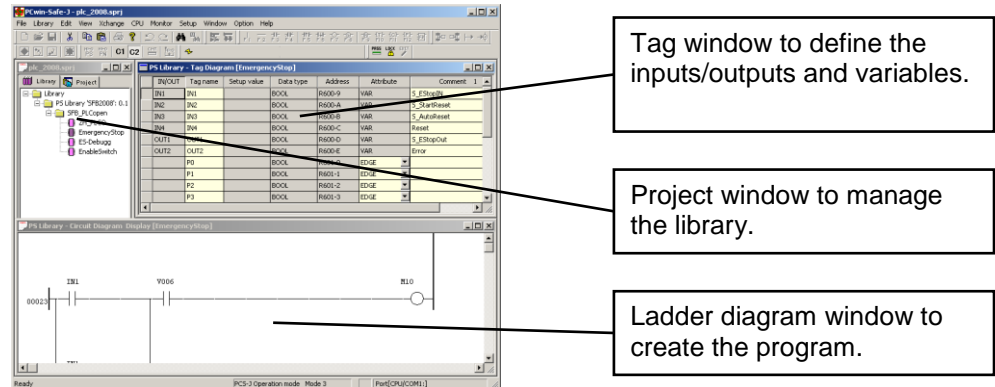 PCwin-Safe-J - plc_2008.sprj
File Library Edit View Xchange CPU Monitor Setup Window Option Help
C1 C2
plc_2008.sprj
Library Project
Library
PS Library 'SFB2008': 0.1
SFB_PLCopen
EmergencyStop
ES-Debugg
EnableSwitch
PS Library - Tag Diagram [EmergencyStop]
IN/OUT Tag name Setup value Data type Address Attribute Comment 1
IN1 IN1 BOOL R600-9 VAR S_EStopIN
IN2 IN2 BOOL R600-A VAR S_StartReset
IN3 IN3 BOOL R600-B VAR S_AutoReset
IN4 IN4 BOOL R600-C VAR Reset
OUT1 OUT1 BOOL R600-D VAR S_EStopOut
OUT2 OUT2 BOOL R600-E VAR Error
P0 BOOL EDGE
P1 BOOL R601-1 EDGE
P2 BOOL R601-2 EDGE
P3 BOOL R601-3 EDGE
PS Library - Circuit Diagram Display [EmergencyStop]
IN1 V006 M10
00023
Ready PCS-J Operation mode Mode 3 Port[CPU(COM1:]
Tag window to define the
inputs/outputs and variables.
Project window to manage
the library.
Ladder diagram window to
create the program.